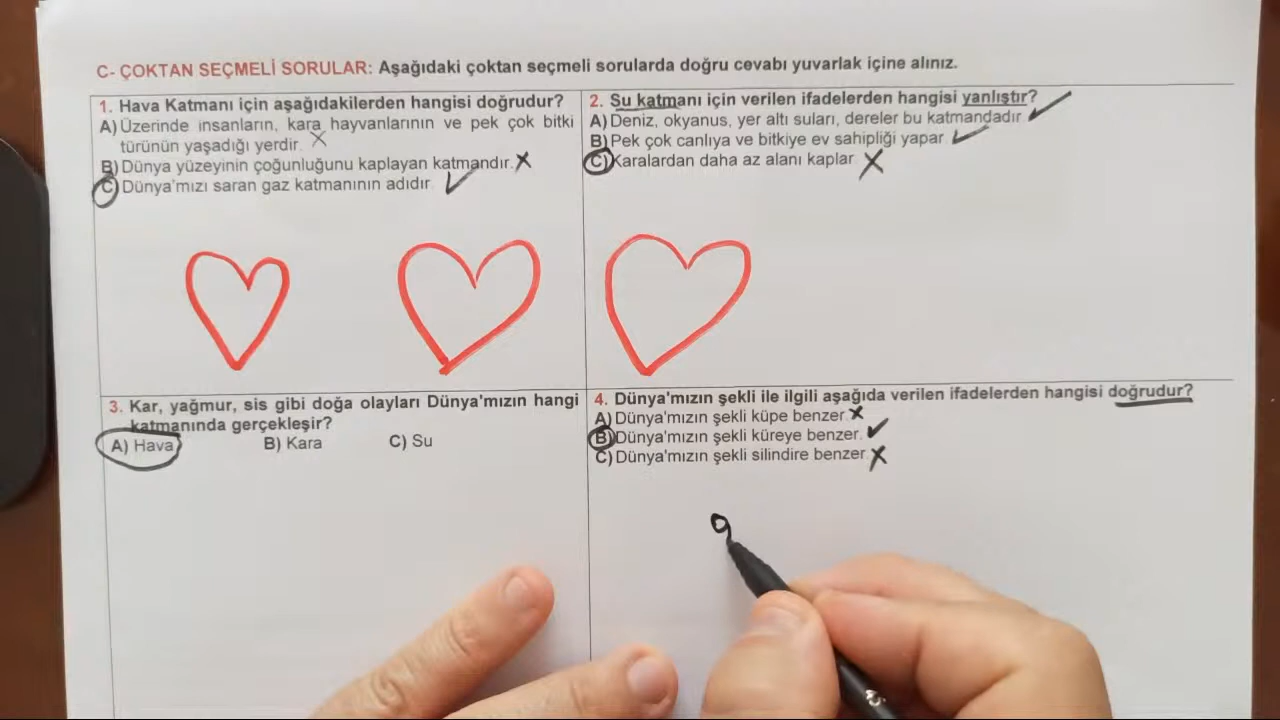 C- ÇOKTAN SEÇMELİ SORULAR: Aşağıdaki çoktan seçmeli sorularda doğru cevabı yuvarlak içine alınız.
1. Hava Katmanı için aşağıdakilerden hangisi doğrudur?
A) Üzerinde insanların, kara hayvanlarının ve pek çok bitki
türünün yaşadığı yerdir.
B) Dünya yüzeyinin çoğunluğunu kaplayan katmandır.
C) Dünya'mızı saran gaz katmanının adıdır
2. Su katmanı için verilen ifadelerden hangisi yanlıştır?
A) Deniz, okyanus, yer altı suları, dereler bu katmandadır
B) Pek çok canlıya ve bitkiye ev sahipliği yapar
C) Karalardan daha az alanı kaplar
3. Kar, yağmur, sis gibi doğa olayları Dünya'mızın hangi
katmanında gerçekleşir?
A) Hava B) Kara C) Su
4. Dünya'mızın şekli ile ilgili aşağıda verilen ifadelerden hangisi doğrudur?
A) Dünya'mızın şekli küpe benzer
B) Dünya'mızın şekli küreye benzer.
C) Dünya'mızın şekli silindire benzer